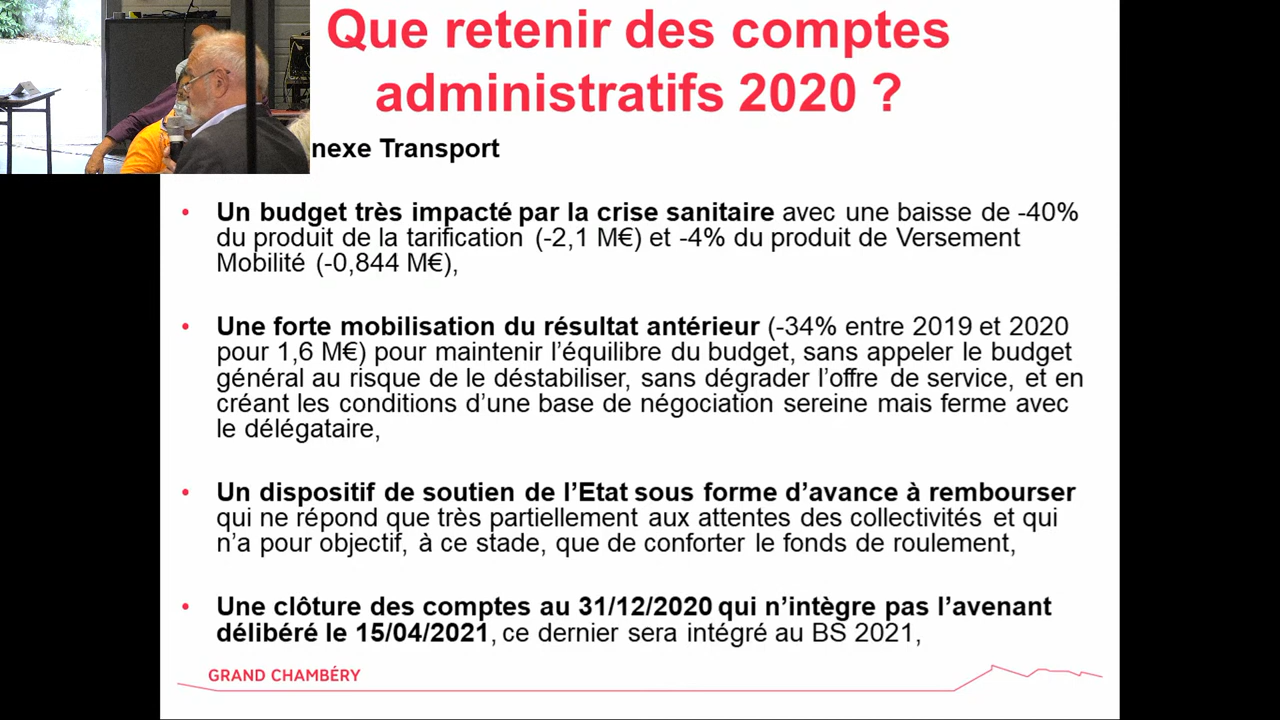 Que retenir des comptes
administratifs 2020 ?
nexe Transport
• Un budget très impacté par la crise sanitaire avec une baisse de -40%
du produit de la tarification (-2,1 M€) et -4% du produit de Versement
Mobilité (-0,844 M€),
• Une forte mobilisation du résultat antérieur (-34% entre 2019 et 2020
pour 1,6 M€) pour maintenir l’équilibre du budget, sans appeler le budget
général au risque de le déstabiliser, sans dégrader l’offre de service, et en
créant les conditions d’une base de négociation sereine mais ferme avec
le délégataire,
• Un dispositif de soutien de l’Etat sous forme d’avance à rembourser
qui ne répond que très partiellement aux attentes des collectivités et qui
n’a pour objectif, à ce stade, que de conforter le fonds de roulement,
• Une clôture des comptes au 31/12/2020 qui n’intègre pas l’avenant
délibéré le 15/04/2021, ce dernier sera intégré au BS 2021,
GRAND CHAMBÉRY